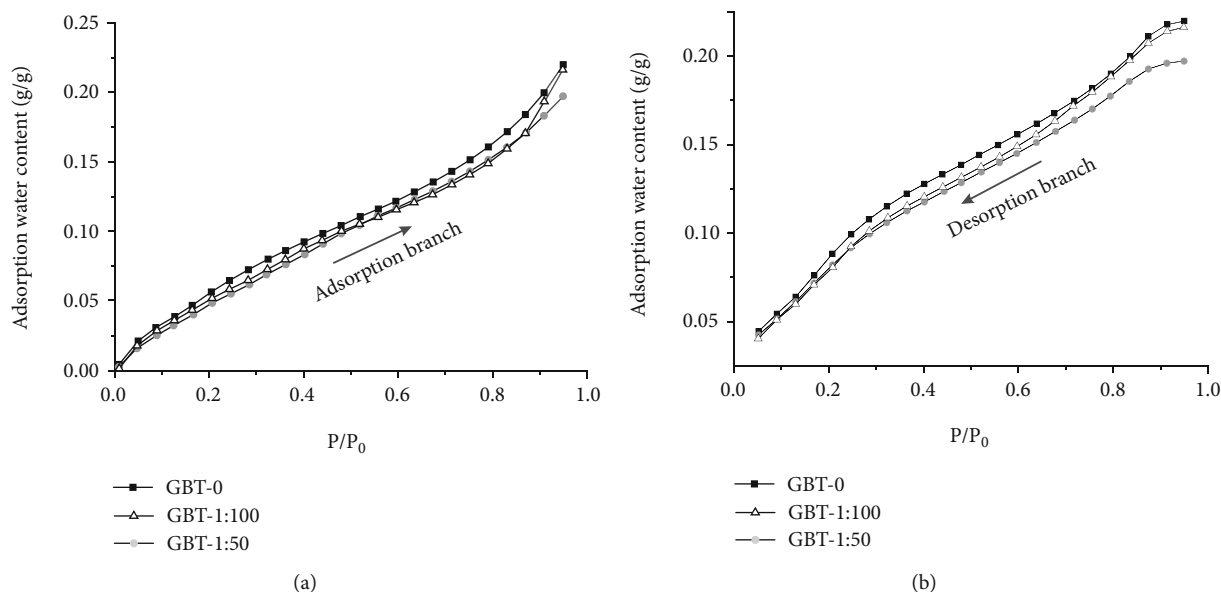 Adsorption water content (g/g)
0.25
0.20
0.15
0.10
0.05
0.00
0.0 0.2 0.4 0.6 0.8 1.0
P/P₀
Adsorption branch
GBT-0
GBT-1:100
GBT-1:50
(a)
Adsorption water content (g/g)
0.20
0.15
0.10
0.05
0.0 0.2 0.4 0.6 0.8 1.0
P/P₀
Desorption branch
GBT-0
GBT-1:100
GBT-1:50
(b)